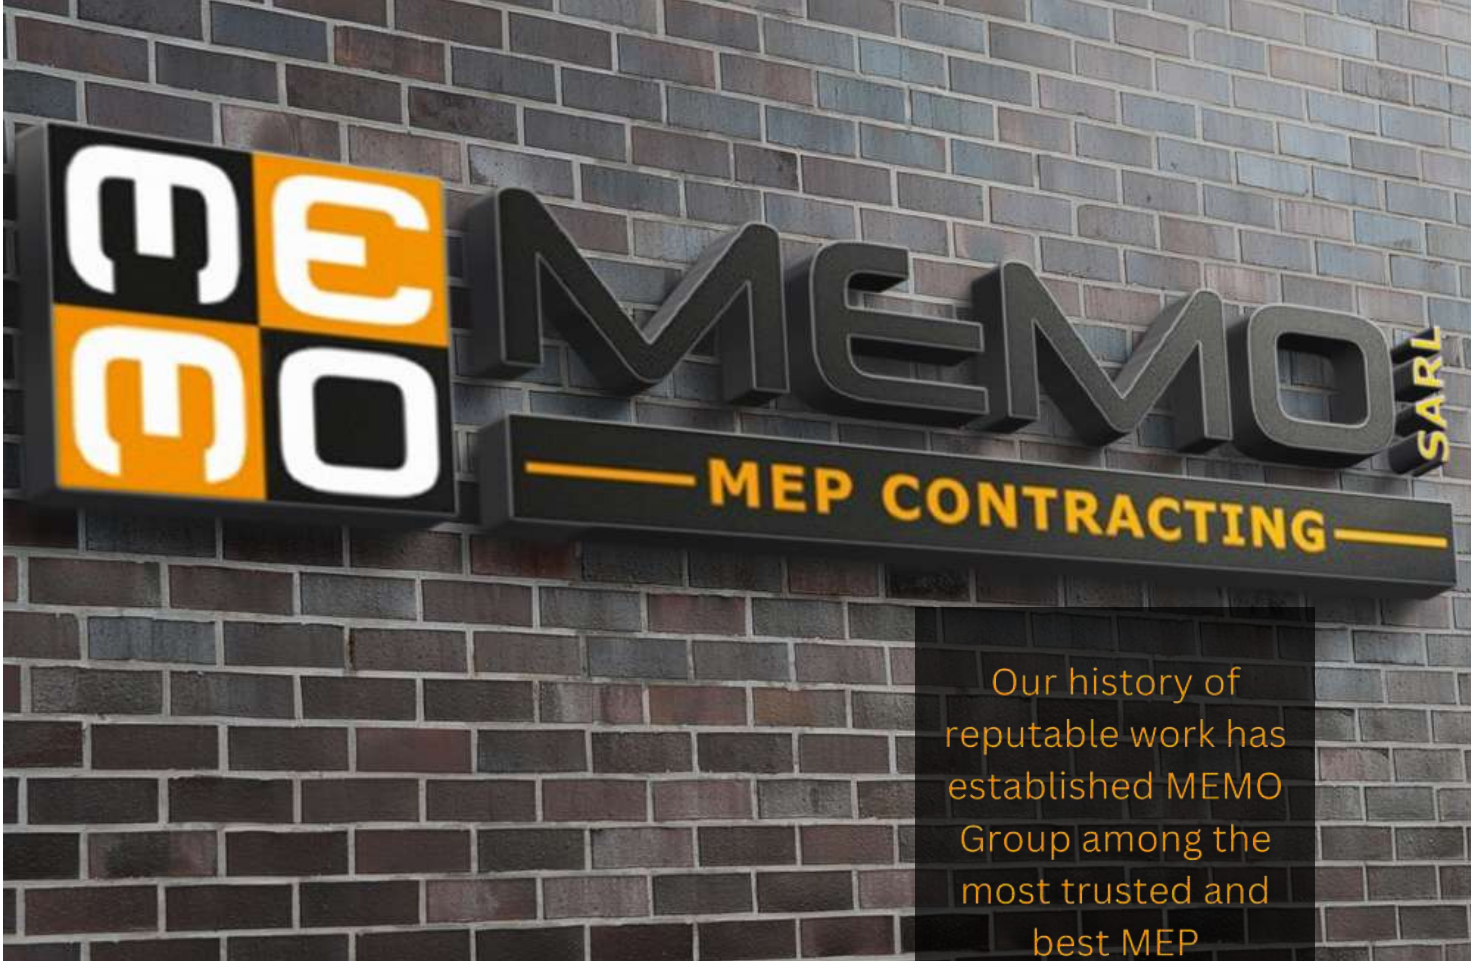 MEMO
SARL
MEP CONTRACTING
Our history of
reputable work has
established MEMO
Group among the
most trusted and
best MEP